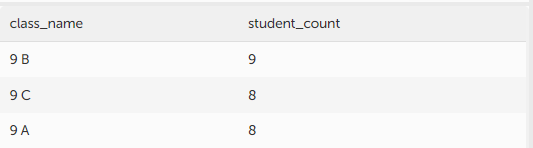 class_name student_count
9 B 9
9 C 8
9 A 8